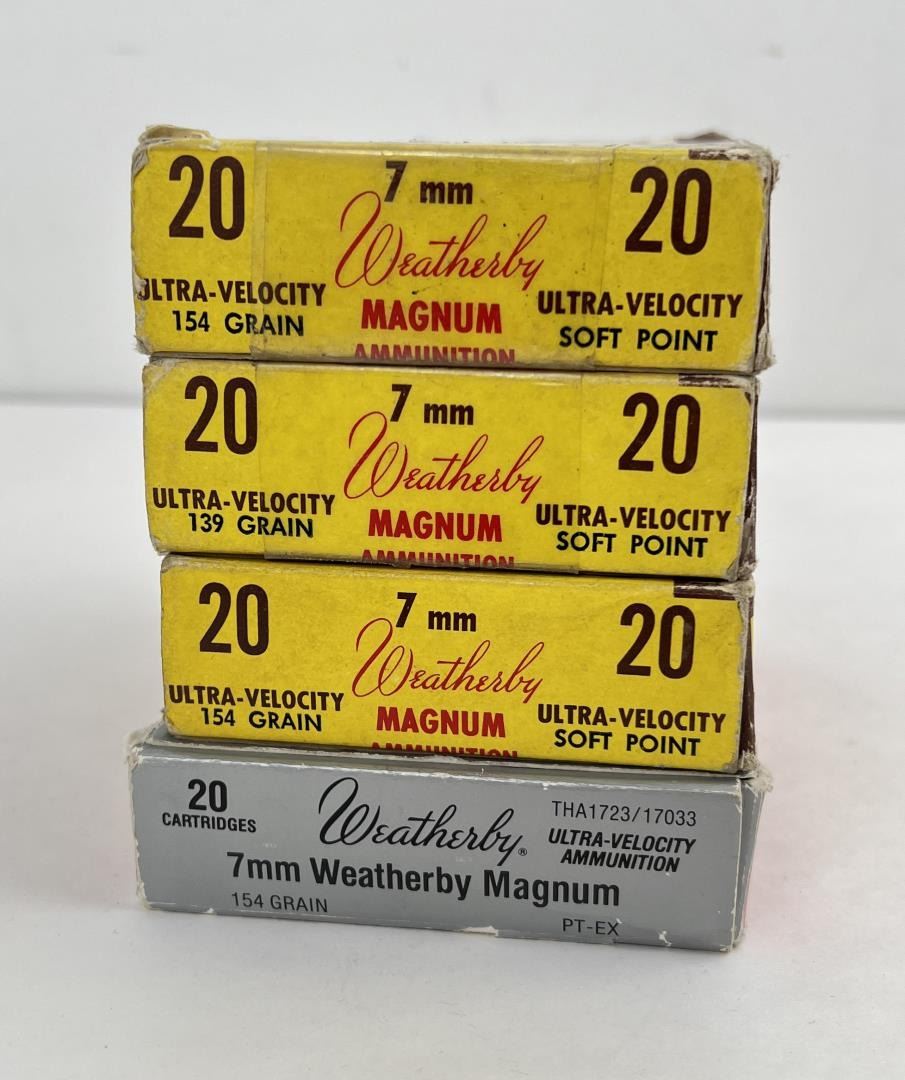 20 7 mm 20
Weatherby
ULTRA-VELOCITY MAGNUM ULTRA-VELOCITY
154 GRAIN AMMUNITION SOFT POINT
20 7 mm 20
Weatherby
ULTRA-VELOCITY MAGNUM ULTRA-VELOCITY
139 GRAIN AMMUNITION SOFT POINT
20 7 mm 20
Weatherby
ULTRA-VELOCITY MAGNUM ULTRA-VELOCITY
154 GRAIN AMMUNITION SOFT POINT
20 Weatherby® THA1723/17033
CARTRIDGES ULTRA-VELOCITY
AMMUNITION
7mm Weatherby Magnum
154 GRAIN PT-EX